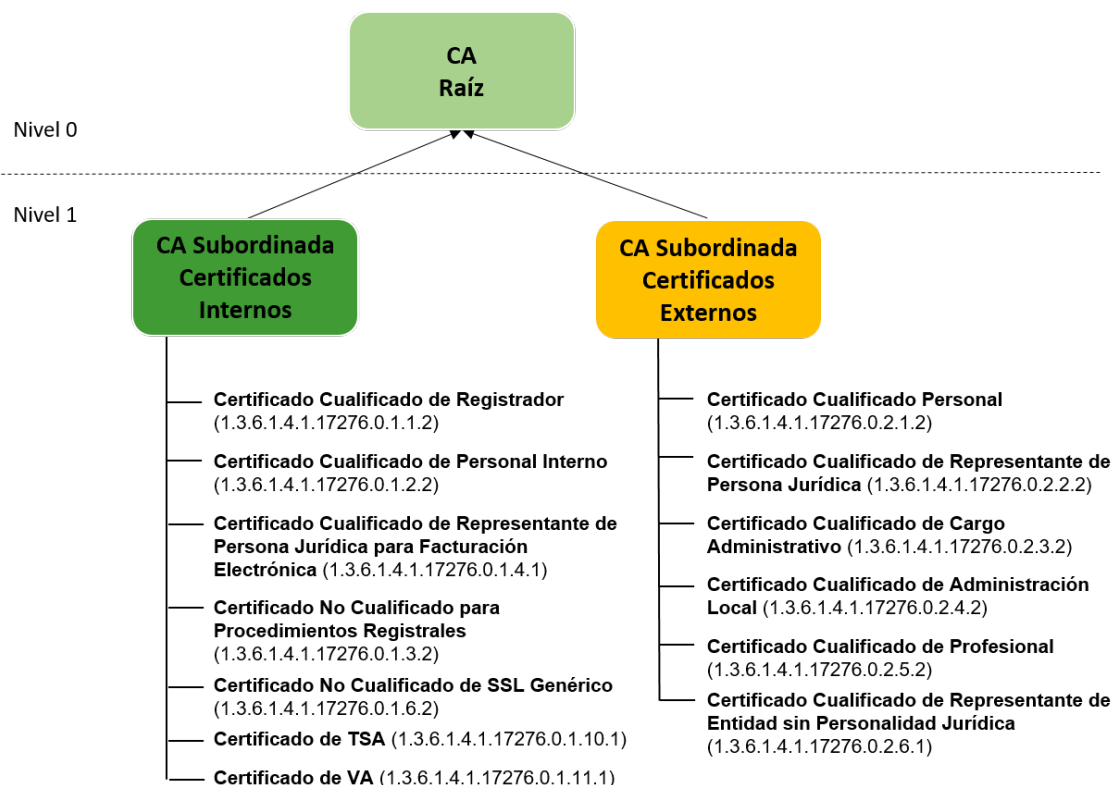 CA
Raíz
Nivel 0
Nivel 1
CA Subordinada
Certificados
Internos
CA Subordinada
Certificados
Externos
Certificado Cualificado de Registrador
(1.3.6.1.4.1.17276.0.1.1.2)
Certificado Cualificado de Personal Interno
(1.3.6.1.4.1.17276.0.1.2.2)
Certificado Cualificado de Representante de
Persona Jurídica para Facturación
Electrónica (1.3.6.1.4.1.17276.0.1.4.1)
Certificado No Cualificado para
Procedimientos Registrales
(1.3.6.1.4.1.17276.0.1.3.2)
Certificado No Cualificado de SSL Genérico
(1.3.6.1.4.1.17276.0.1.6.2)
Certificado de TSA (1.3.6.1.4.1.17276.0.1.10.1)
Certificado de VA (1.3.6.1.4.1.17276.0.1.11.1)
Certificado Cualificado Personal
(1.3.6.1.4.1.17276.0.2.1.2)
Certificado Cualificado de Representante de
Persona Jurídica (1.3.6.1.4.1.17276.0.2.2.2)
Certificado Cualificado de Cargo
Administrativo (1.3.6.1.4.1.17276.0.2.3.2)
Certificado Cualificado de Administración
Local (1.3.6.1.4.1.17276.0.2.4.2)
Certificado Cualificado de Profesional
(1.3.6.1.4.1.17276.0.2.5.2)
Certificado Cualificado de Representante de
Entidad sin Personalidad Jurídica
(1.3.6.1.4.1.17276.0.2.6.1)